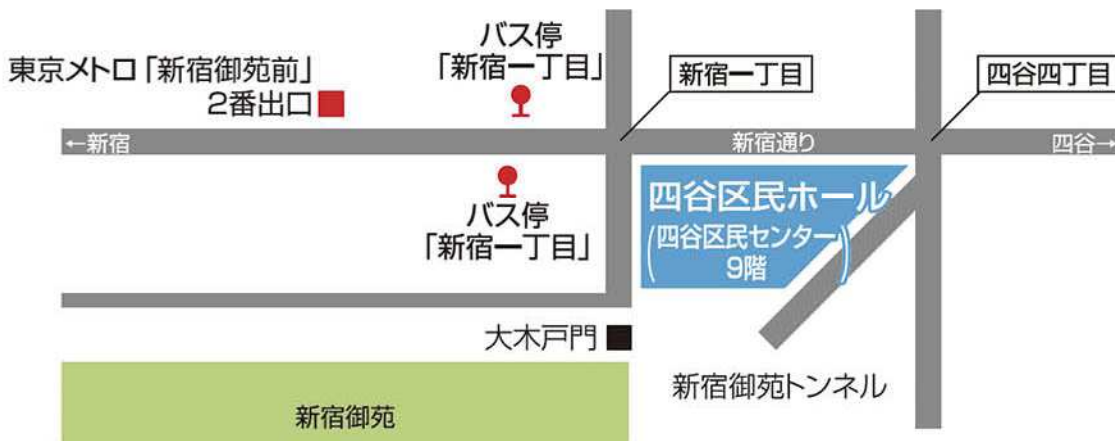 バス停
「新宿一丁目」
東京メトロ「新宿御苑前」
2番出口
新宿一丁目
四谷四丁目
←新宿
新宿通り
四谷→
四谷区民ホール
(四谷区民センター)
9階
バス停
「新宿一丁目」
大木戸門
新宿御苑トンネル
新宿御苑